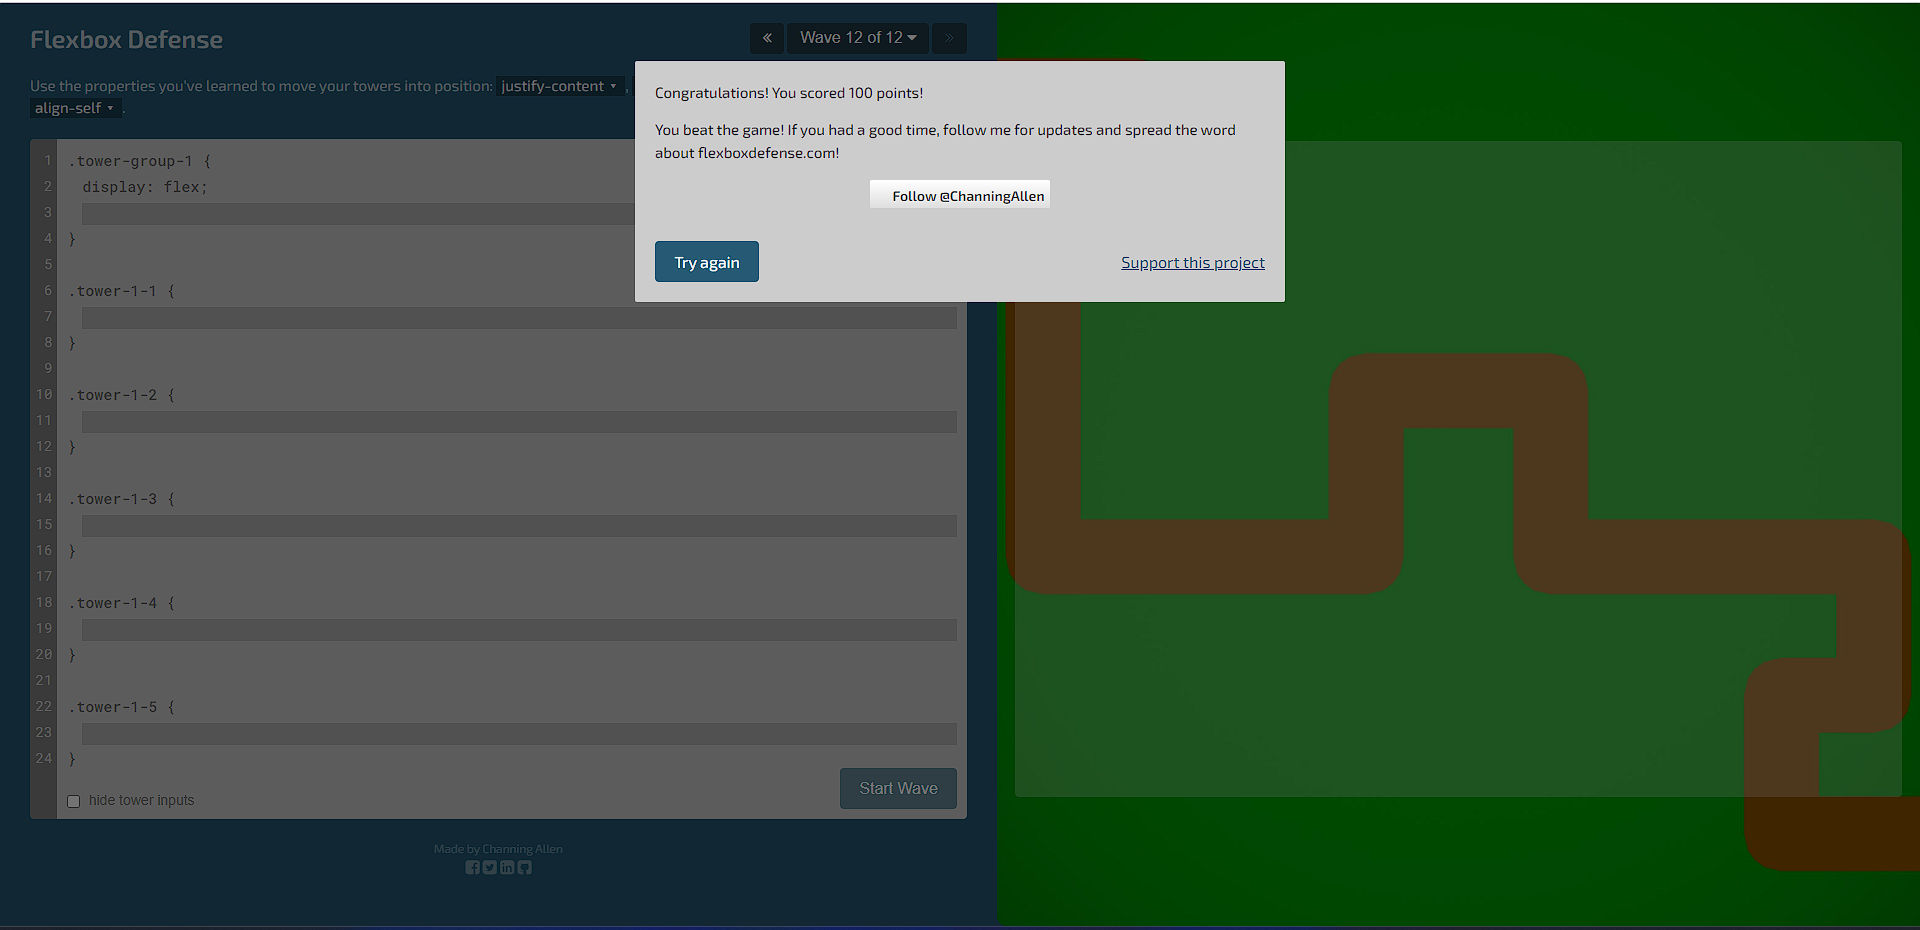 Flexbox Defense
«
Wave 12 of 12
»
Use the properties you've learned to move your towers into position: justify-content ,
align-self .
Congratulations! You scored 100 points!
You beat the game! If you had a good time, follow me for updates and spread the word
about flexboxdefense.com!
Follow @ChanningAllen
Try again
Support this project
1 .tower-group-1 {
2 display: flex;
3
4 }
5
6 .tower-1-1 {
7
8 }
9
10 .tower-1-2 {
11
12 }
13
14 .tower-1-3 {
15
16 }
17
18 .tower-1-4 {
19
20 }
21
22 .tower-1-5 {
23
24 }
hide tower inputs
Start Wave
Made by Channing Allen